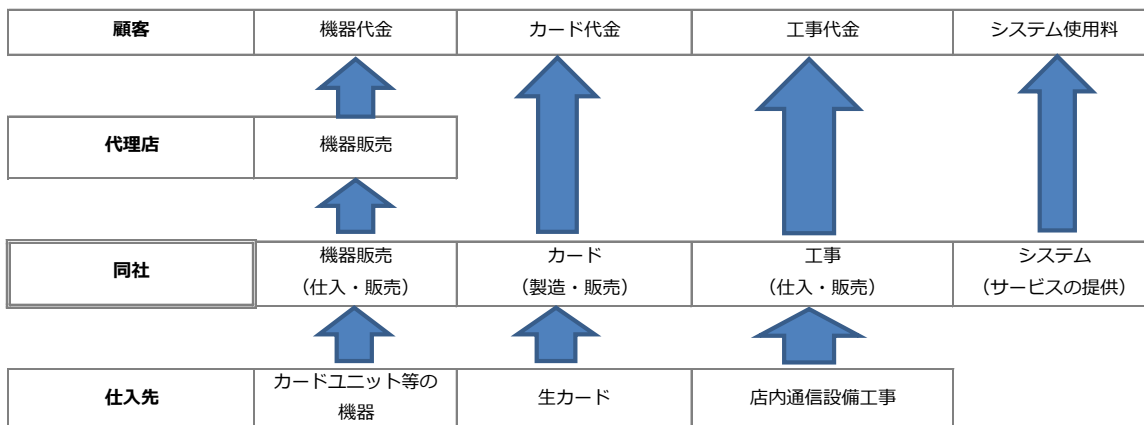 顧客 機器代金 カード代金 工事代金 システム使用料
代理店 機器販売
同社 機器販売 カード 工事 システム
（仕入・販売） （製造・販売） （仕入・販売） （サービスの提供）
仕入先 カードユニット等の 生カード 店内通信設備工事
機器